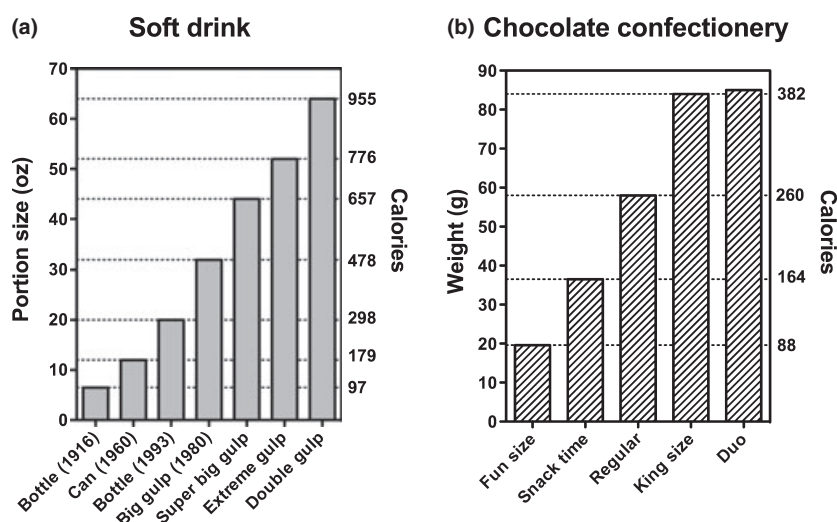 (a) Soft drink
Portion size (oz)
70
60
50
40
30
20
10
0
955
776
657
478
298
179
97
Calories
Bottle (1916)
Can (1960)
Bottle (1993)
Big gulp (1980)
Super big gulp
Extreme gulp
Double gulp
(b) Chocolate confectionery
Weight (g)
90
80
70
60
50
40
30
20
10
0
382
260
164
88
Calories
Fun size
Snack time
Regular
King size
Duo